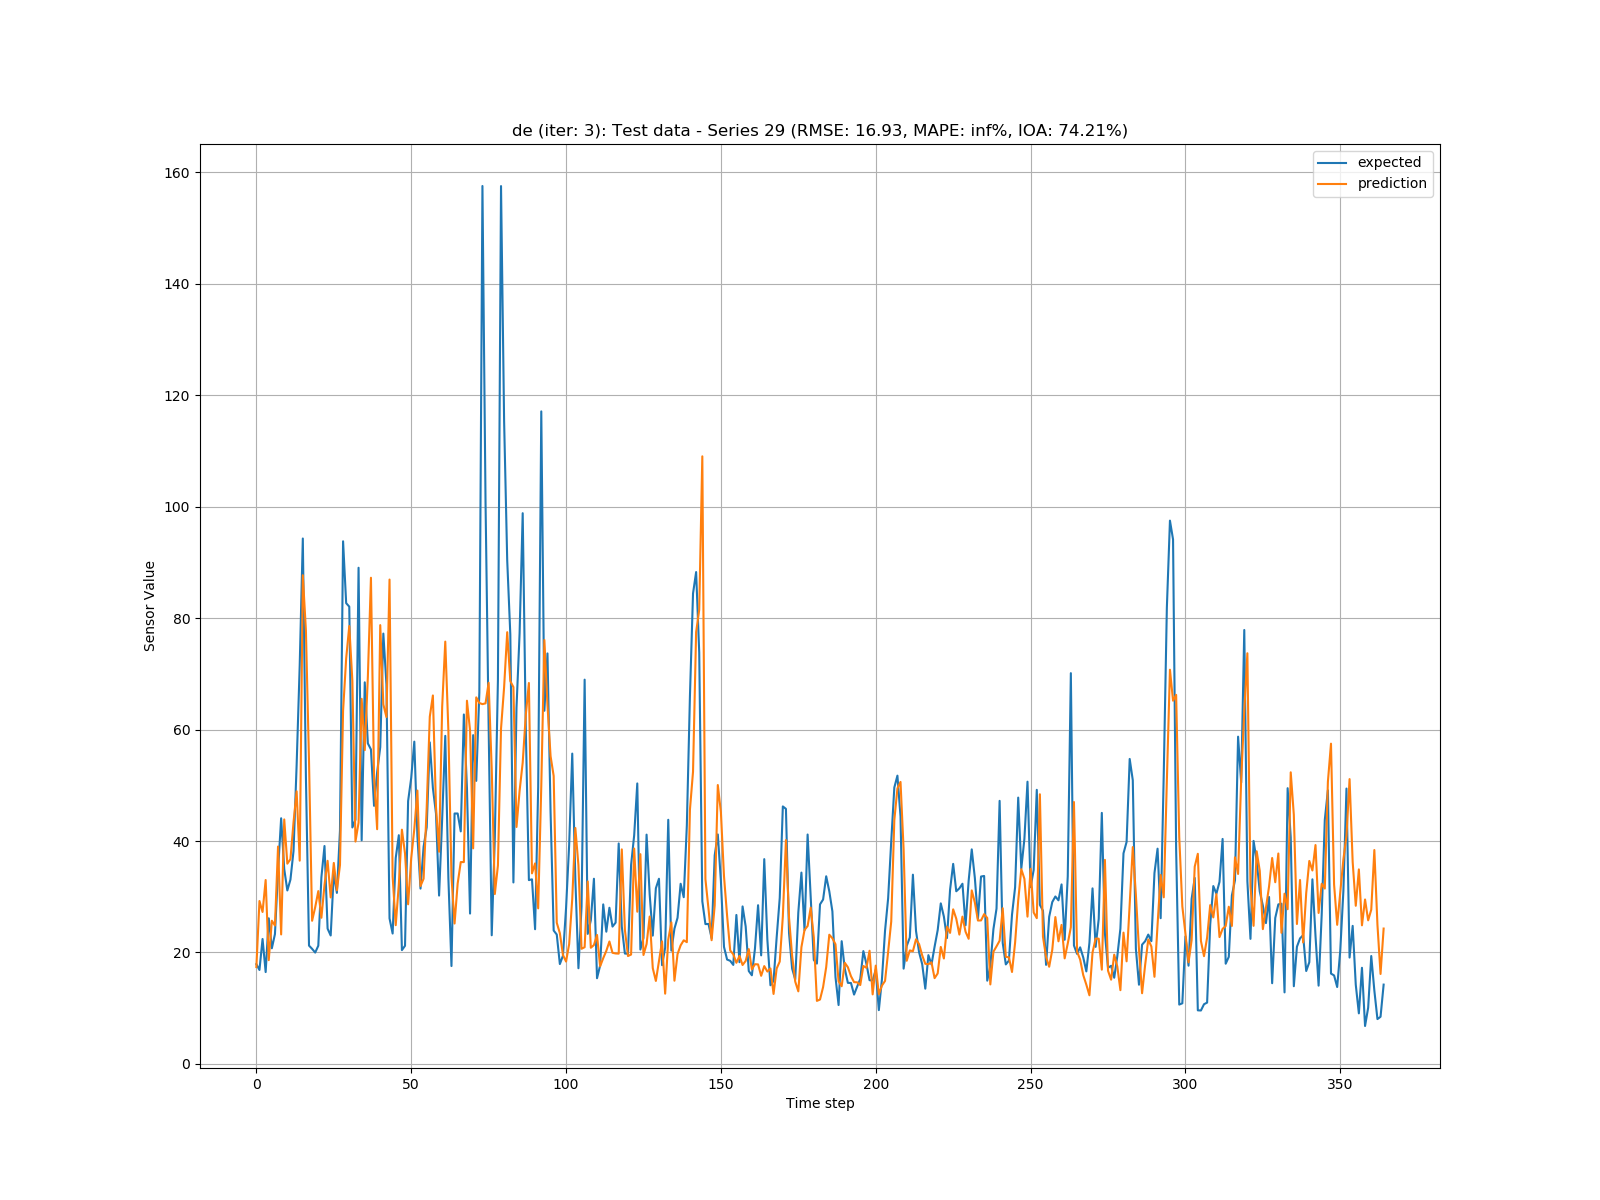 de (iter: 3): Test data - Series 29 (RMSE: 16.93, MAPE: inf%, IOA: 74.21%)
expected
prediction
160
140
120
100
80
60
40
20
0
Sensor Value
0 50 100 150 200 250 300 350
Time step